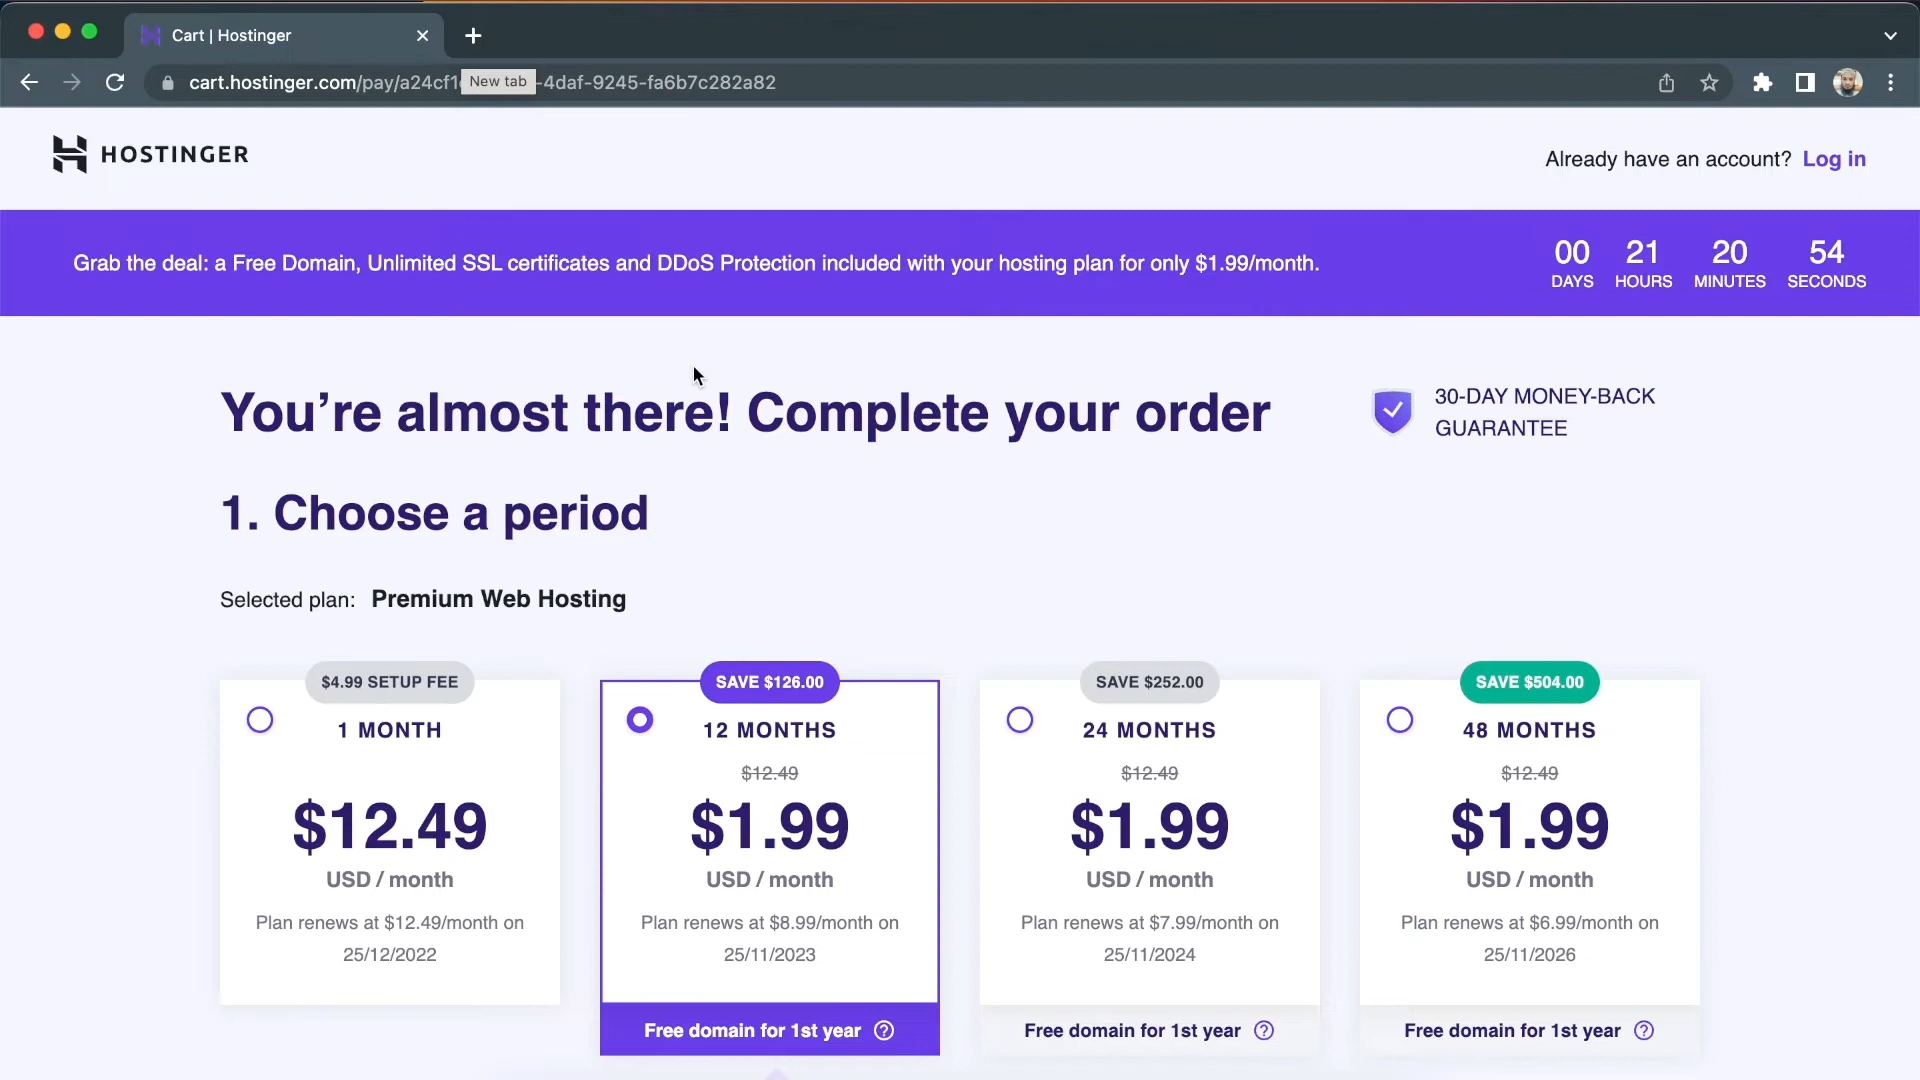 Cart | Hostinger
cart.hostinger.com/pay/a24cf1 New tab -4daf-9245-fa6b7c282a82
HOSTINGER
Already have an account? Log in
Grab the deal: a Free Domain, Unlimited SSL certificates and DDoS Protection included with your hosting plan for only $1.99/month.
00 21 20 54
DAYS HOURS MINUTES SECONDS
You’re almost there! Complete your order
30-DAY MONEY-BACK
GUARANTEE
1. Choose a period
Selected plan: Premium Web Hosting
$4.99 SETUP FEE
1 MONTH
$12.49
USD / month
Plan renews at $12.49/month on
25/12/2022
SAVE $126.00
12 MONTHS
$12.49
$1.99
USD / month
Plan renews at $8.99/month on
25/11/2023
Free domain for 1st year ?
SAVE $252.00
24 MONTHS
$12.49
$1.99
USD / month
Plan renews at $7.99/month on
25/11/2024
Free domain for 1st year ?
SAVE $504.00
48 MONTHS
$12.49
$1.99
USD / month
Plan renews at $6.99/month on
25/11/2026
Free domain for 1st year ?